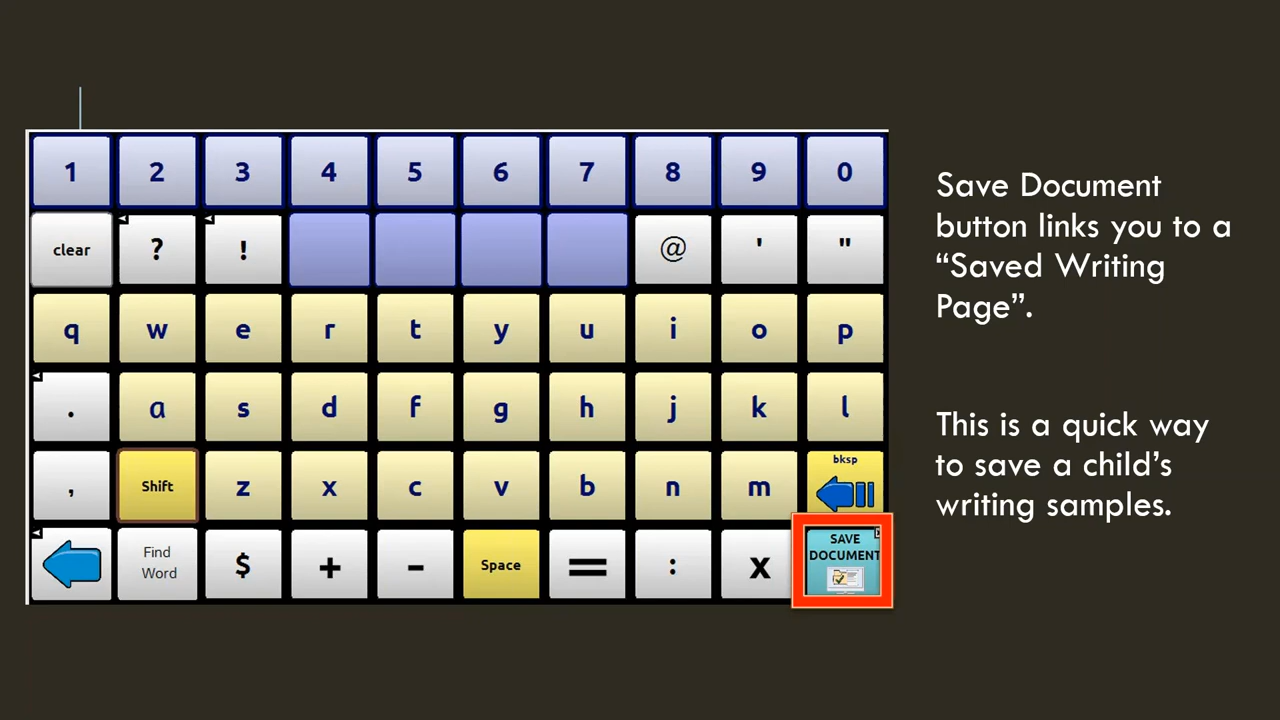 1 2 3 4 5 6 7 8 9 0
clear ? ! @ ' "
q w e r t y u i o p
. a s d f g h j k l
bksp
, Shift z x c v b n m
Find
Word
$ + - Space = : x
SAVE
DOCUMENT
Save Document
button links you to a
“Saved Writing
Page”.
This is a quick way
to save a child’s
writing samples.